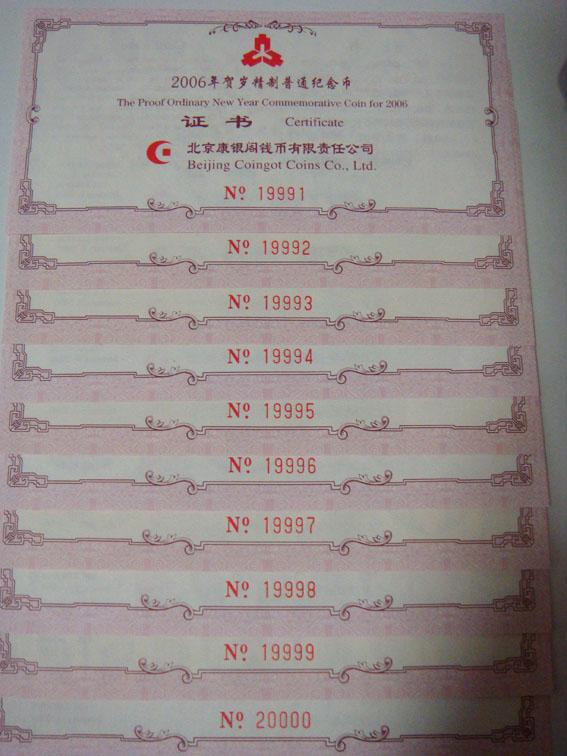 2006年贺岁精制普通纪念币
The Proof Ordinary New Year Commemorative Coin for 2006
证书 Certificate
北京康银阁钱币有限责任公司
Beijing Coingot Coins Co., Ltd.
Nº 19991
Nº 19992
Nº 19993
Nº 19994
Nº 19995
Nº 19996
Nº 19997
Nº 19998
Nº 19999
Nº 20000